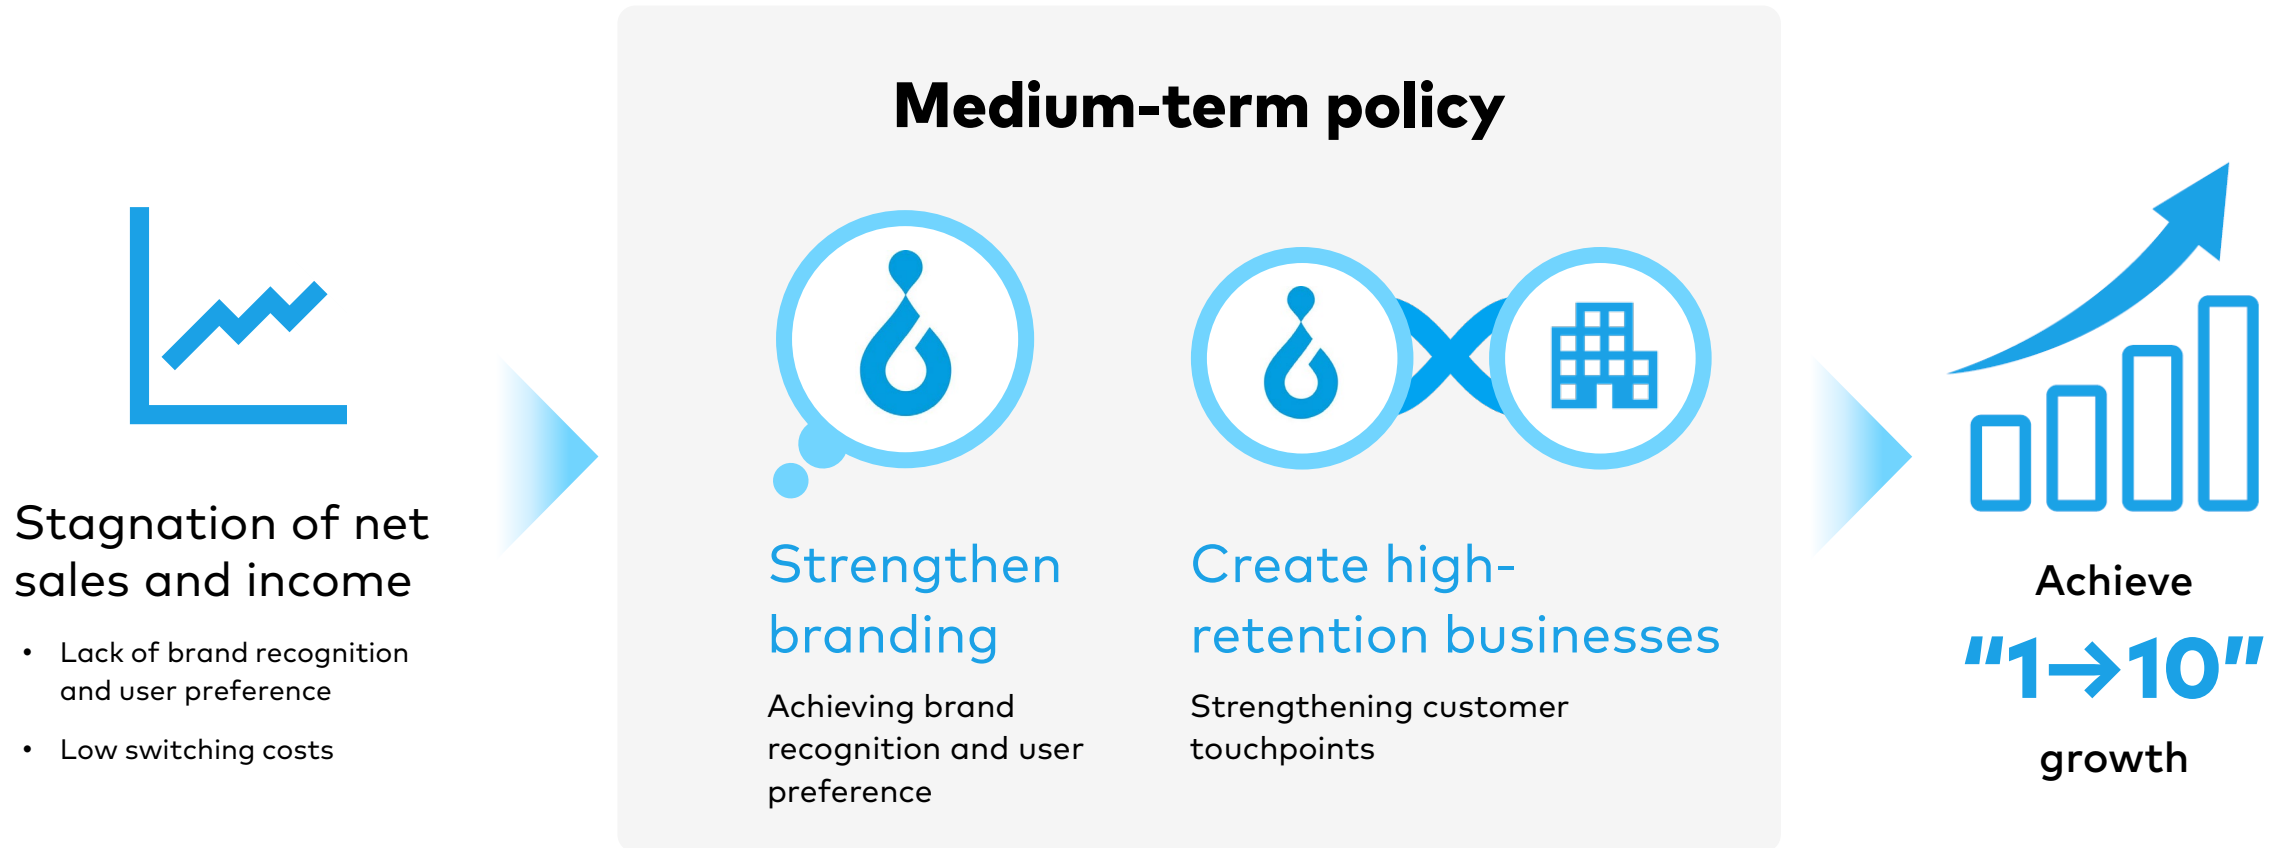 Medium-term policy
Stagnation of net
sales and income
• Lack of brand recognition
and user preference
• Low switching costs
Strengthen
branding
Achieving brand
recognition and user
preference
Create high-
retention businesses
Strengthening customer
touchpoints
Achieve
"1→10"
growth